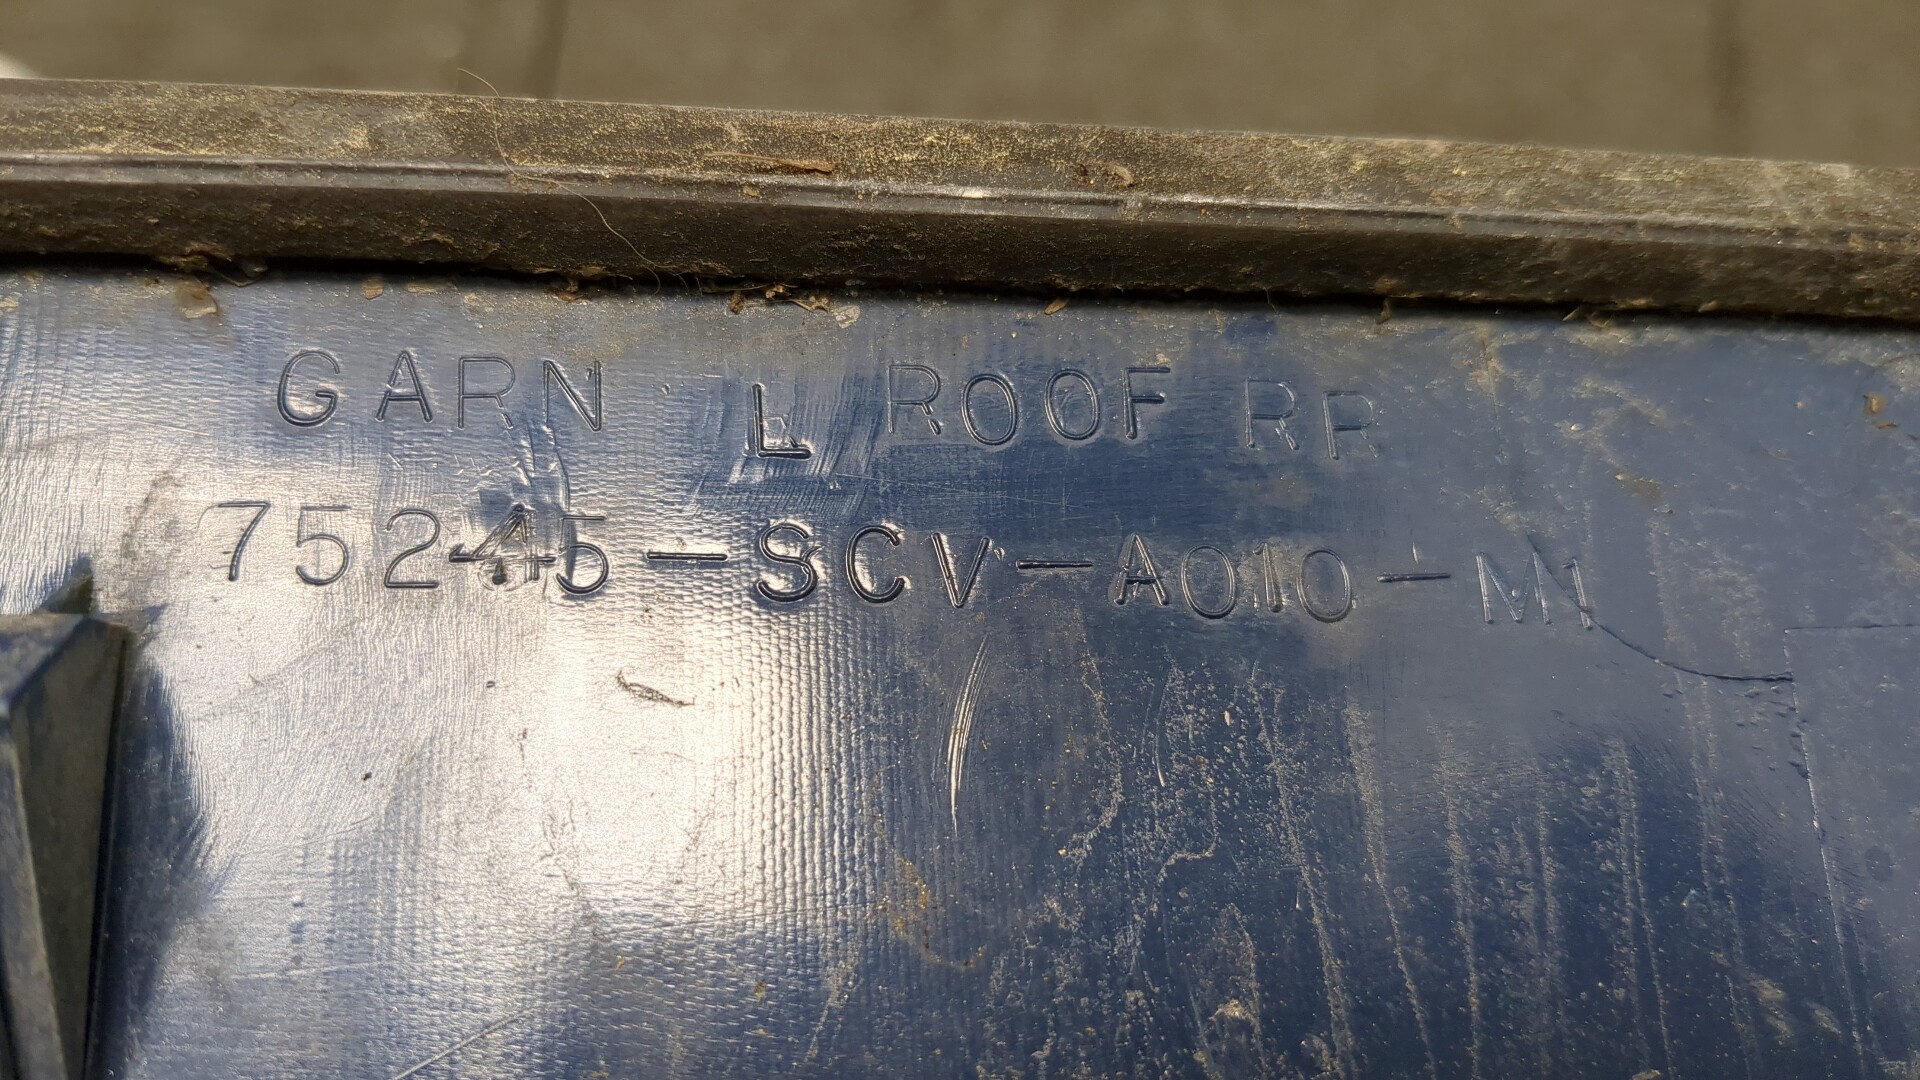 GARN L ROOF RR
75245-SCV-A010-M1